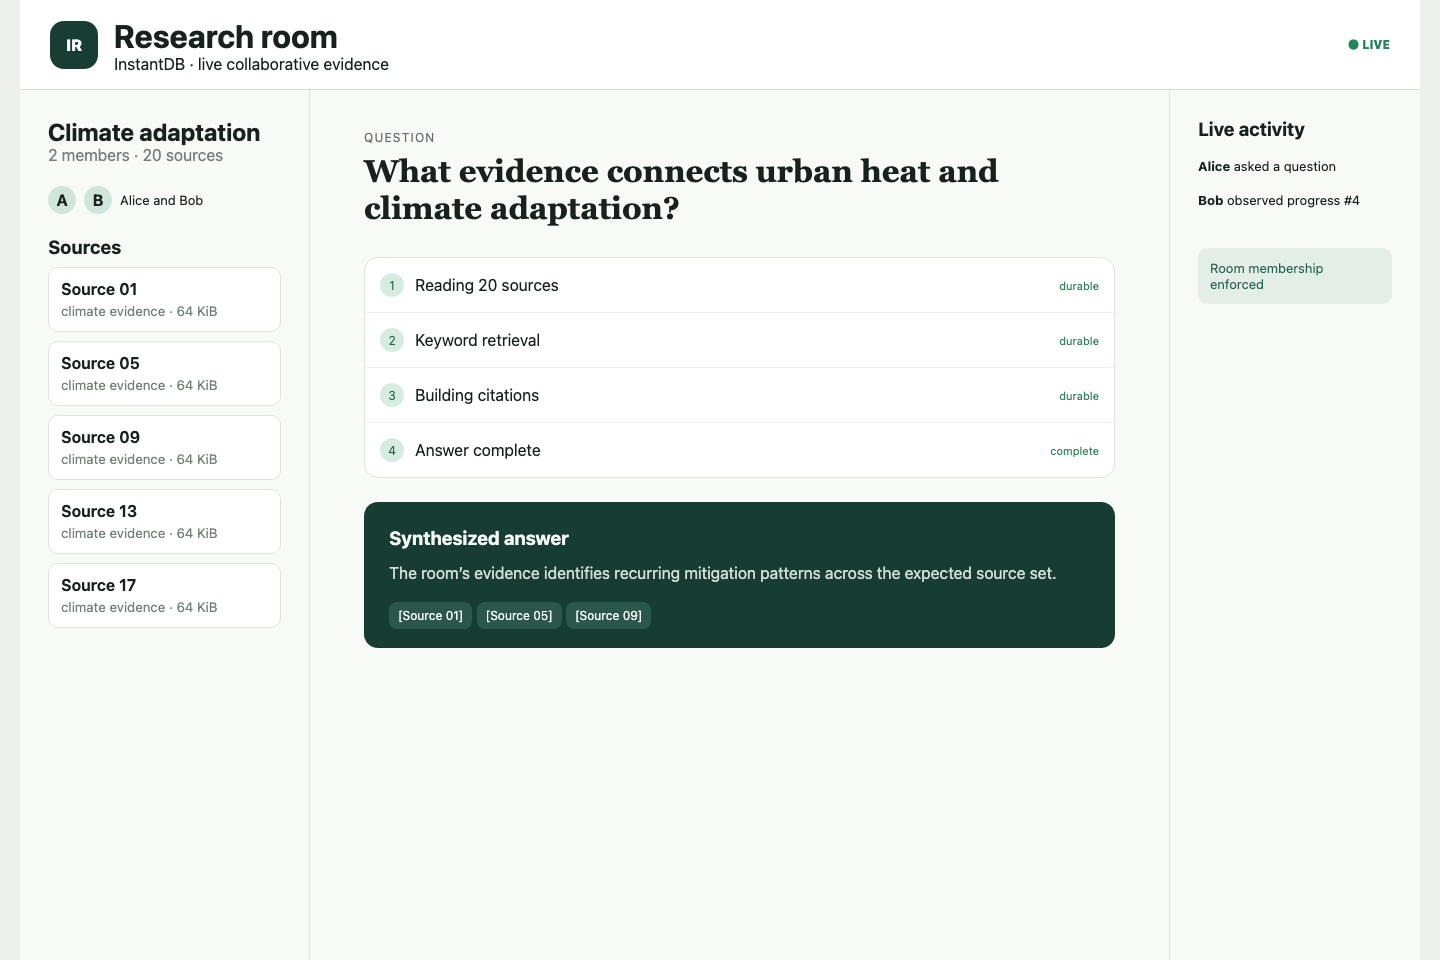 IR
Research room
InstantDB · live collaborative evidence
LIVE
Climate adaptation
2 members · 20 sources
A
B
Alice and Bob
Sources
Source 01
climate evidence · 64 KiB
Source 05
climate evidence · 64 KiB
Source 09
climate evidence · 64 KiB
Source 13
climate evidence · 64 KiB
Source 17
climate evidence · 64 KiB
QUESTION
What evidence connects urban heat and
climate adaptation?
1 Reading 20 sources durable
2 Keyword retrieval durable
3 Building citations durable
4 Answer complete complete
Synthesized answer
The room’s evidence identifies recurring mitigation patterns across the expected source set.
[Source 01] [Source 05] [Source 09]
Live activity
Alice asked a question
Bob observed progress #4
Room membership
enforced